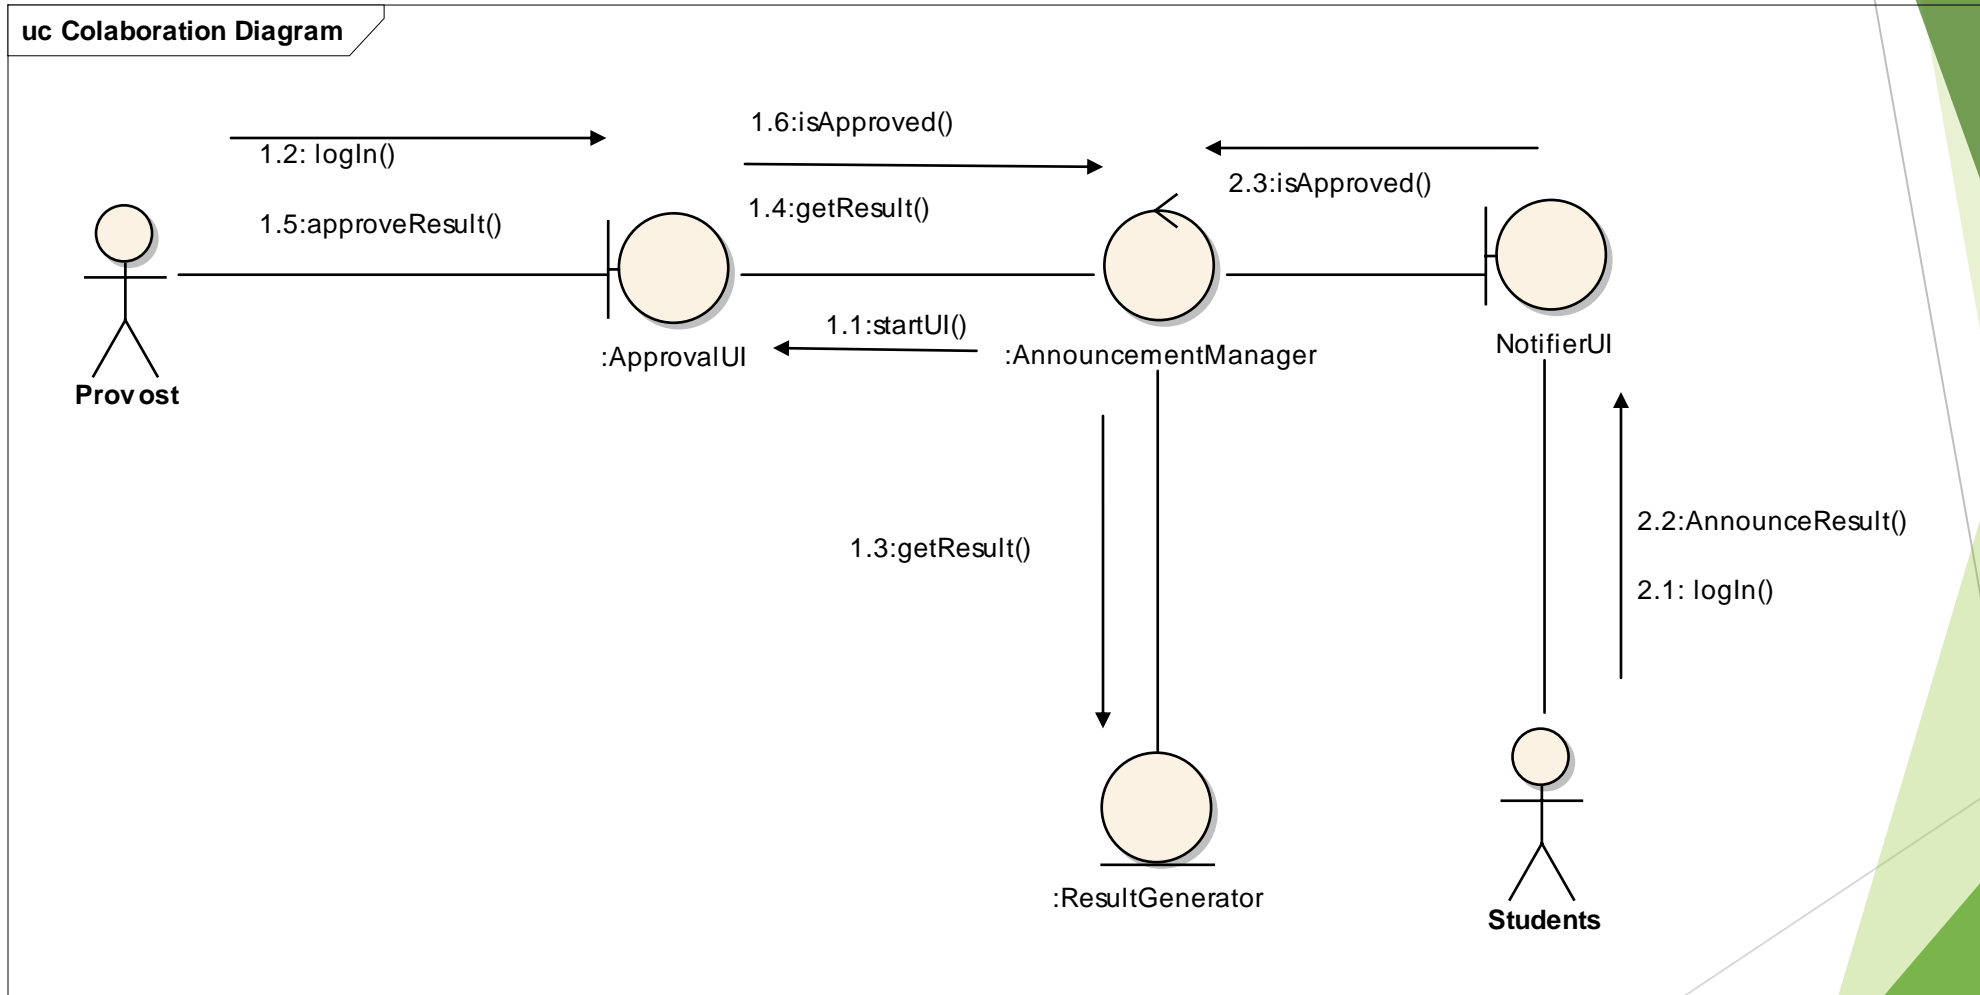 uc Colaboration Diagram
1.6:isApproved()
1.2: logIn()
2.3:isApproved()
1.4:getResult()
1.5:approveResult()
1.1:startUI()
NotifierUI
:ApprovalUI
:AnnouncementManager
Provost
2.2:AnnounceResult()
1.3:getResult()
2.1: logIn()
:ResultGenerator
Students